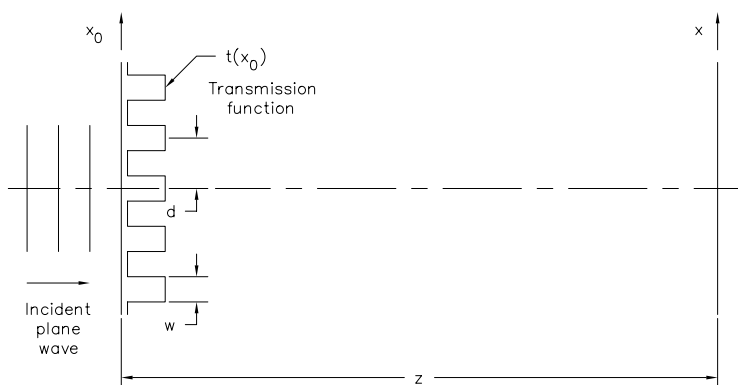 x0
x
t(x0)
Transmission
function
d
Incident
plane
wave
w
z